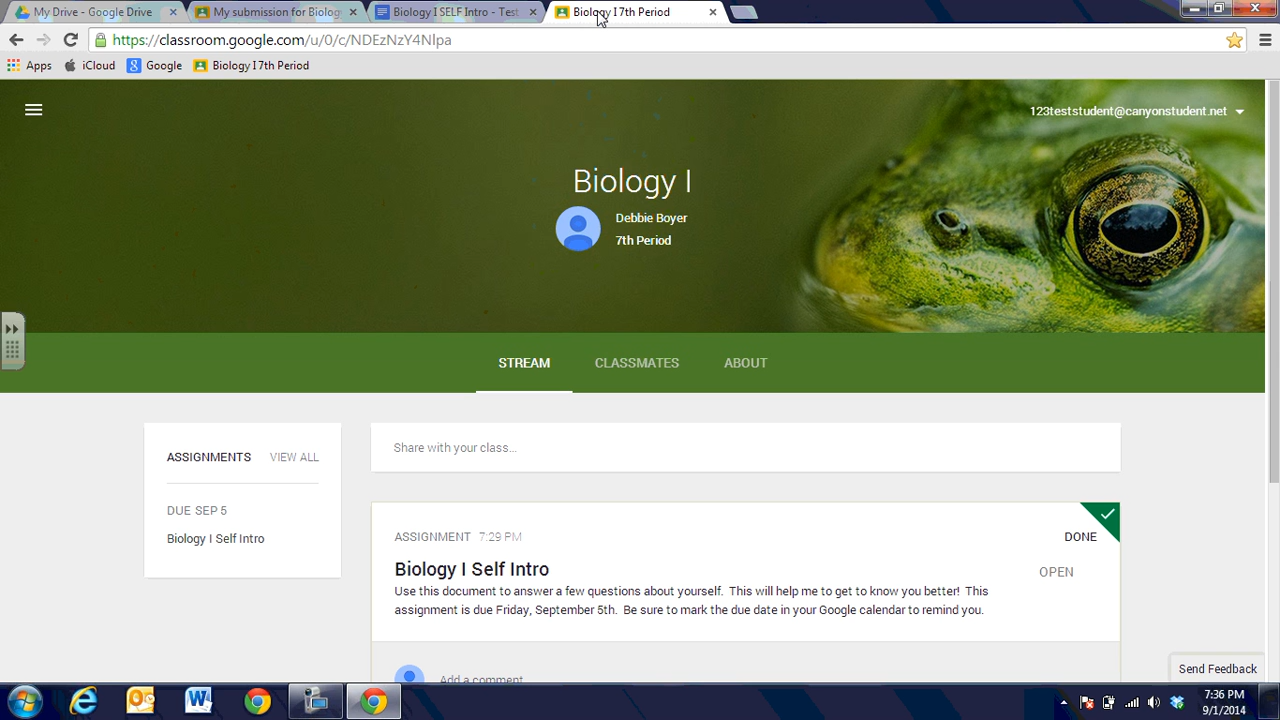 My Drive - Google Drive
My submission for Biolog
Biology I SELF Intro - Test
Biology I 7th Period
https://classroom.google.com/u/0/c/NDEzNzY4Nlpa
Apps
iCloud
Google
Biology I 7th Period
123teststudent@canyonstudent.net
Biology I
Debbie Boyer
7th Period
STREAM
CLASSMATES
ABOUT
ASSIGNMENTS
VIEW ALL
DUE SEP 5
Biology I Self Intro
Share with your class...
ASSIGNMENT 7:29 PM
DONE
Biology I Self Intro
OPEN
Use this document to answer a few questions about yourself. This will help me to get to know you better! This
assignment is due Friday, September 5th. Be sure to mark the due date in your Google calendar to remind you.
Add a comment
Send Feedback
7:36 PM
9/1/2014